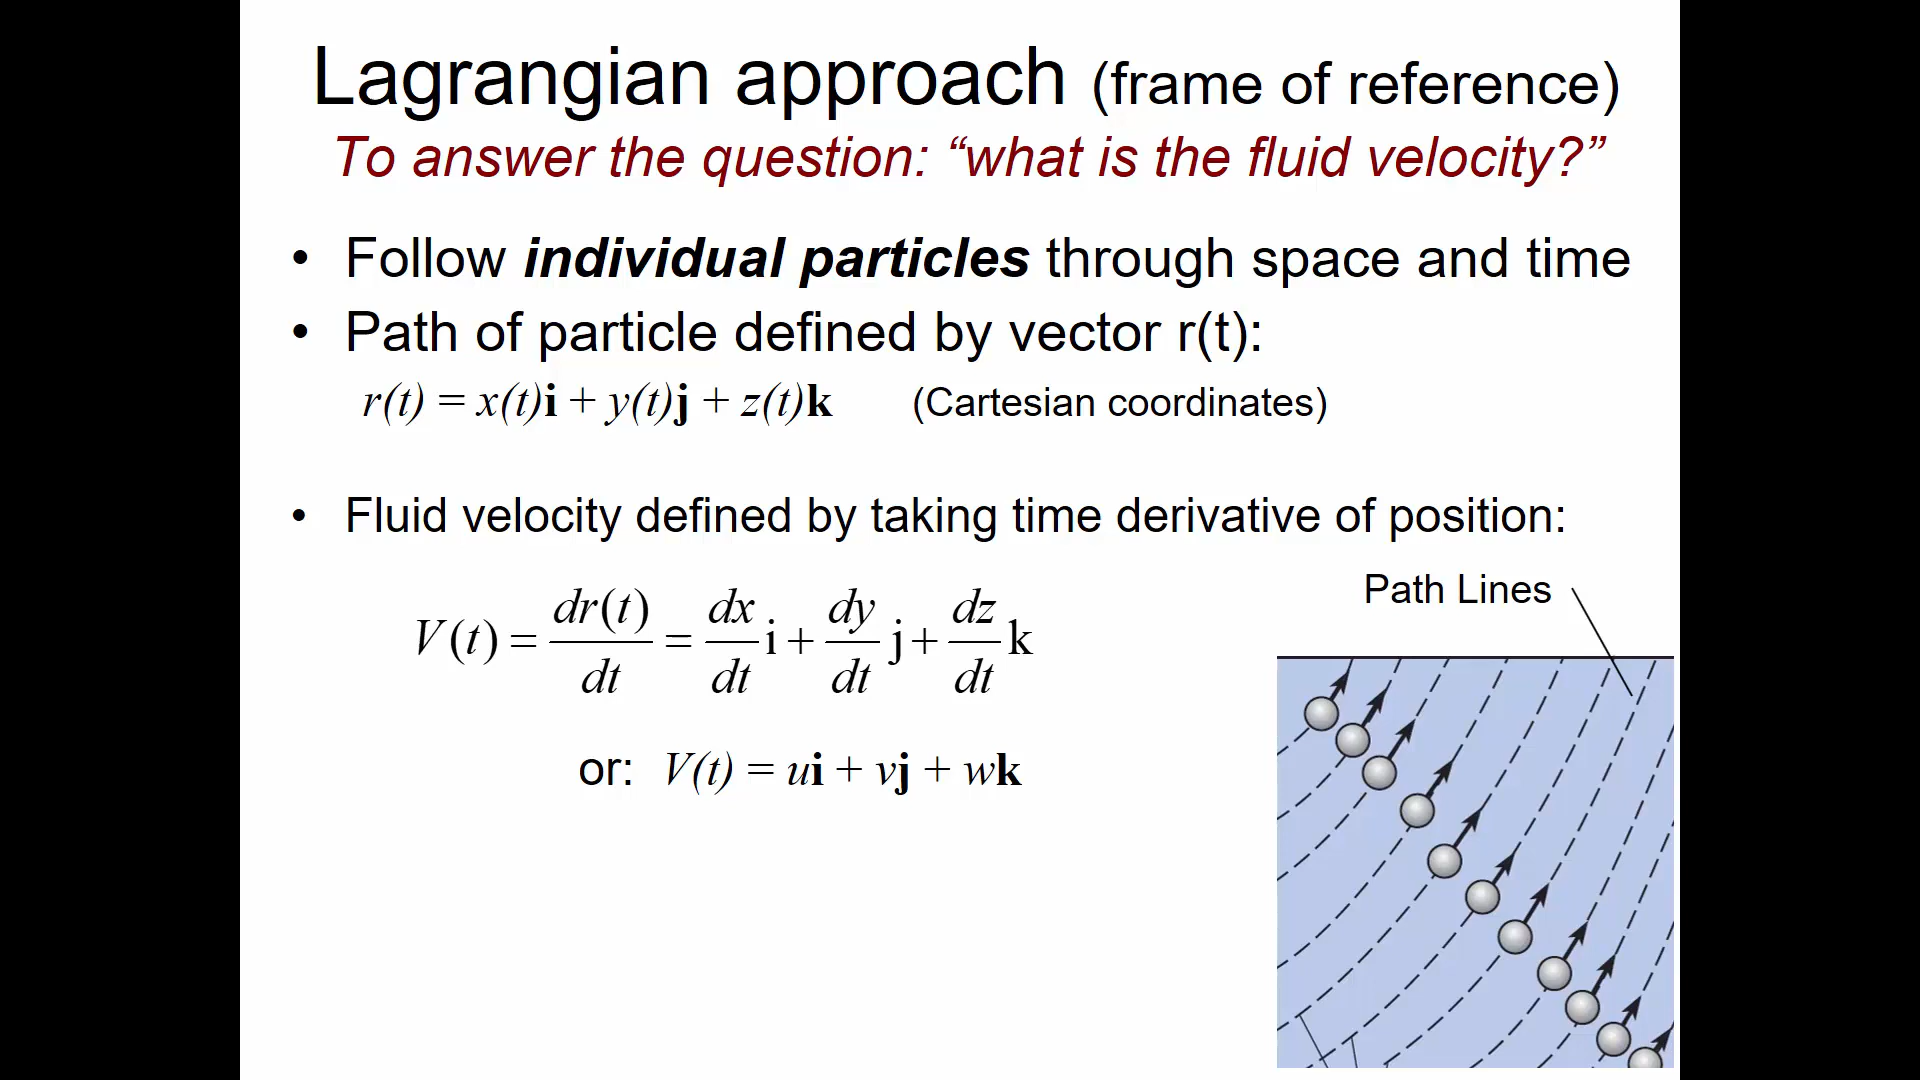 Lagrangian approach (frame of reference)
To answer the question: “what is the fluid velocity?”
• Follow individual particles through space and time
• Path of particle defined by vector r(t):
r(t) = x(t)i + y(t)j + z(t)k (Cartesian coordinates)
• Fluid velocity defined by taking time derivative of position:
V(t) = dr(t)/dt = dx/dt i + dy/dt j + dz/dt k
or: V(t) = ui + vj + wk
Path Lines